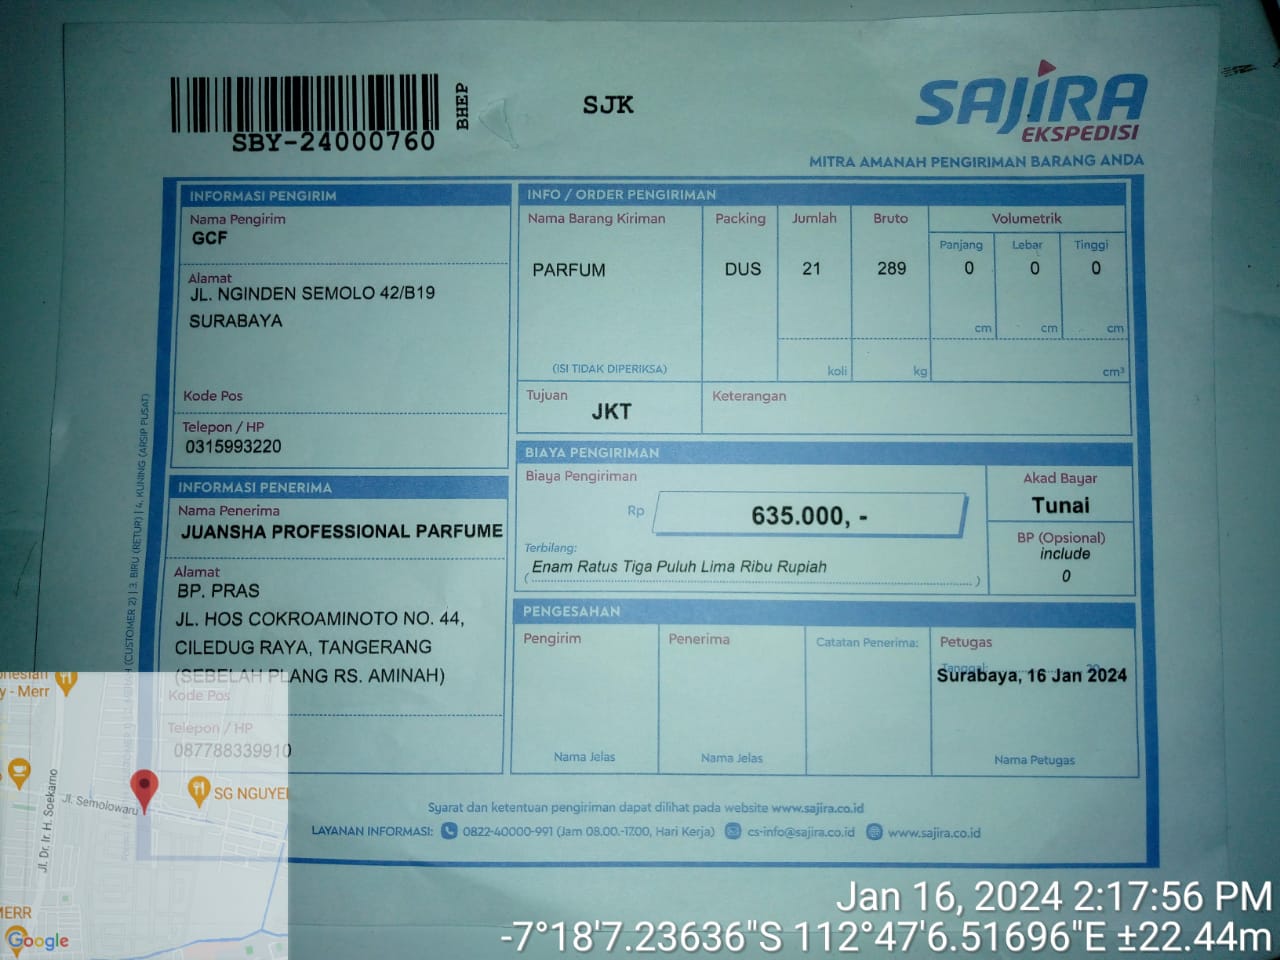 SBY-24000760
BHEP
SJK
SAJIRA
EKSPEDISI
MITRA AMANAH PENGIRIMAN BARANG ANDA
INFORMASI PENGIRIM
Nama Pengirim
GCF
Alamat
JL. NGINDEN SEMOLO 42/B19
SURABAYA
Kode Pos
Telepon / HP
0315993220
INFORMASI PENERIMA
Nama Penerima
JUANSHA PROFESSIONAL PARFUME
Alamat
BP. PRAS
JL. HOS COKROAMINOTO NO. 44,
CILEDUG RAYA, TANGERANG
(SEBELAH PLANG RS. AMINAH)
Kode Pos
Telepon / HP
087788339910
INFO / ORDER PENGIRIMAN
Nama Barang Kiriman Packing Jumlah Bruto Volumetrik
Panjang Lebar Tinggi
PARFUM DUS 21 289 0 0 0
cm cm cm
(ISI TIDAK DIPERIKSA) koli kg cm³
Tujuan Keterangan
JKT
BIAYA PENGIRIMAN
Biaya Pengiriman
Rp 635.000, -
Terbilang:
( Enam Ratus Tiga Puluh Lima Ribu Rupiah )
Akad Bayar
Tunai
BP (Opsional)
include
0
PENGESAHAN
Pengirim Penerima Catatan Penerima: Petugas
Tanggal: 20
Surabaya, 16 Jan 2024
Nama Jelas Nama Jelas Nama Petugas
Syarat dan ketentuan pengiriman dapat dilihat pada website www.sajira.co.id
LAYANAN INFORMASI: 0822-40000-991 (Jam 08.00.-17.00, Hari Kerja) cs-info@sajira.co.id www.sajira.co.id
(CUSTOMER 2) | 3. BIRU (RETUR) | 4. KUNING (ARSIP PUSAT)
y - Merr
Jl. Dr. Ir. H. Soekarno
Jl. Semolowaru
SG NGUYE
MERR
Google
Jan 16, 2024 2:17:56 PM
-7°18'7.23636"S 112°47'6.51696"E ±22.44m